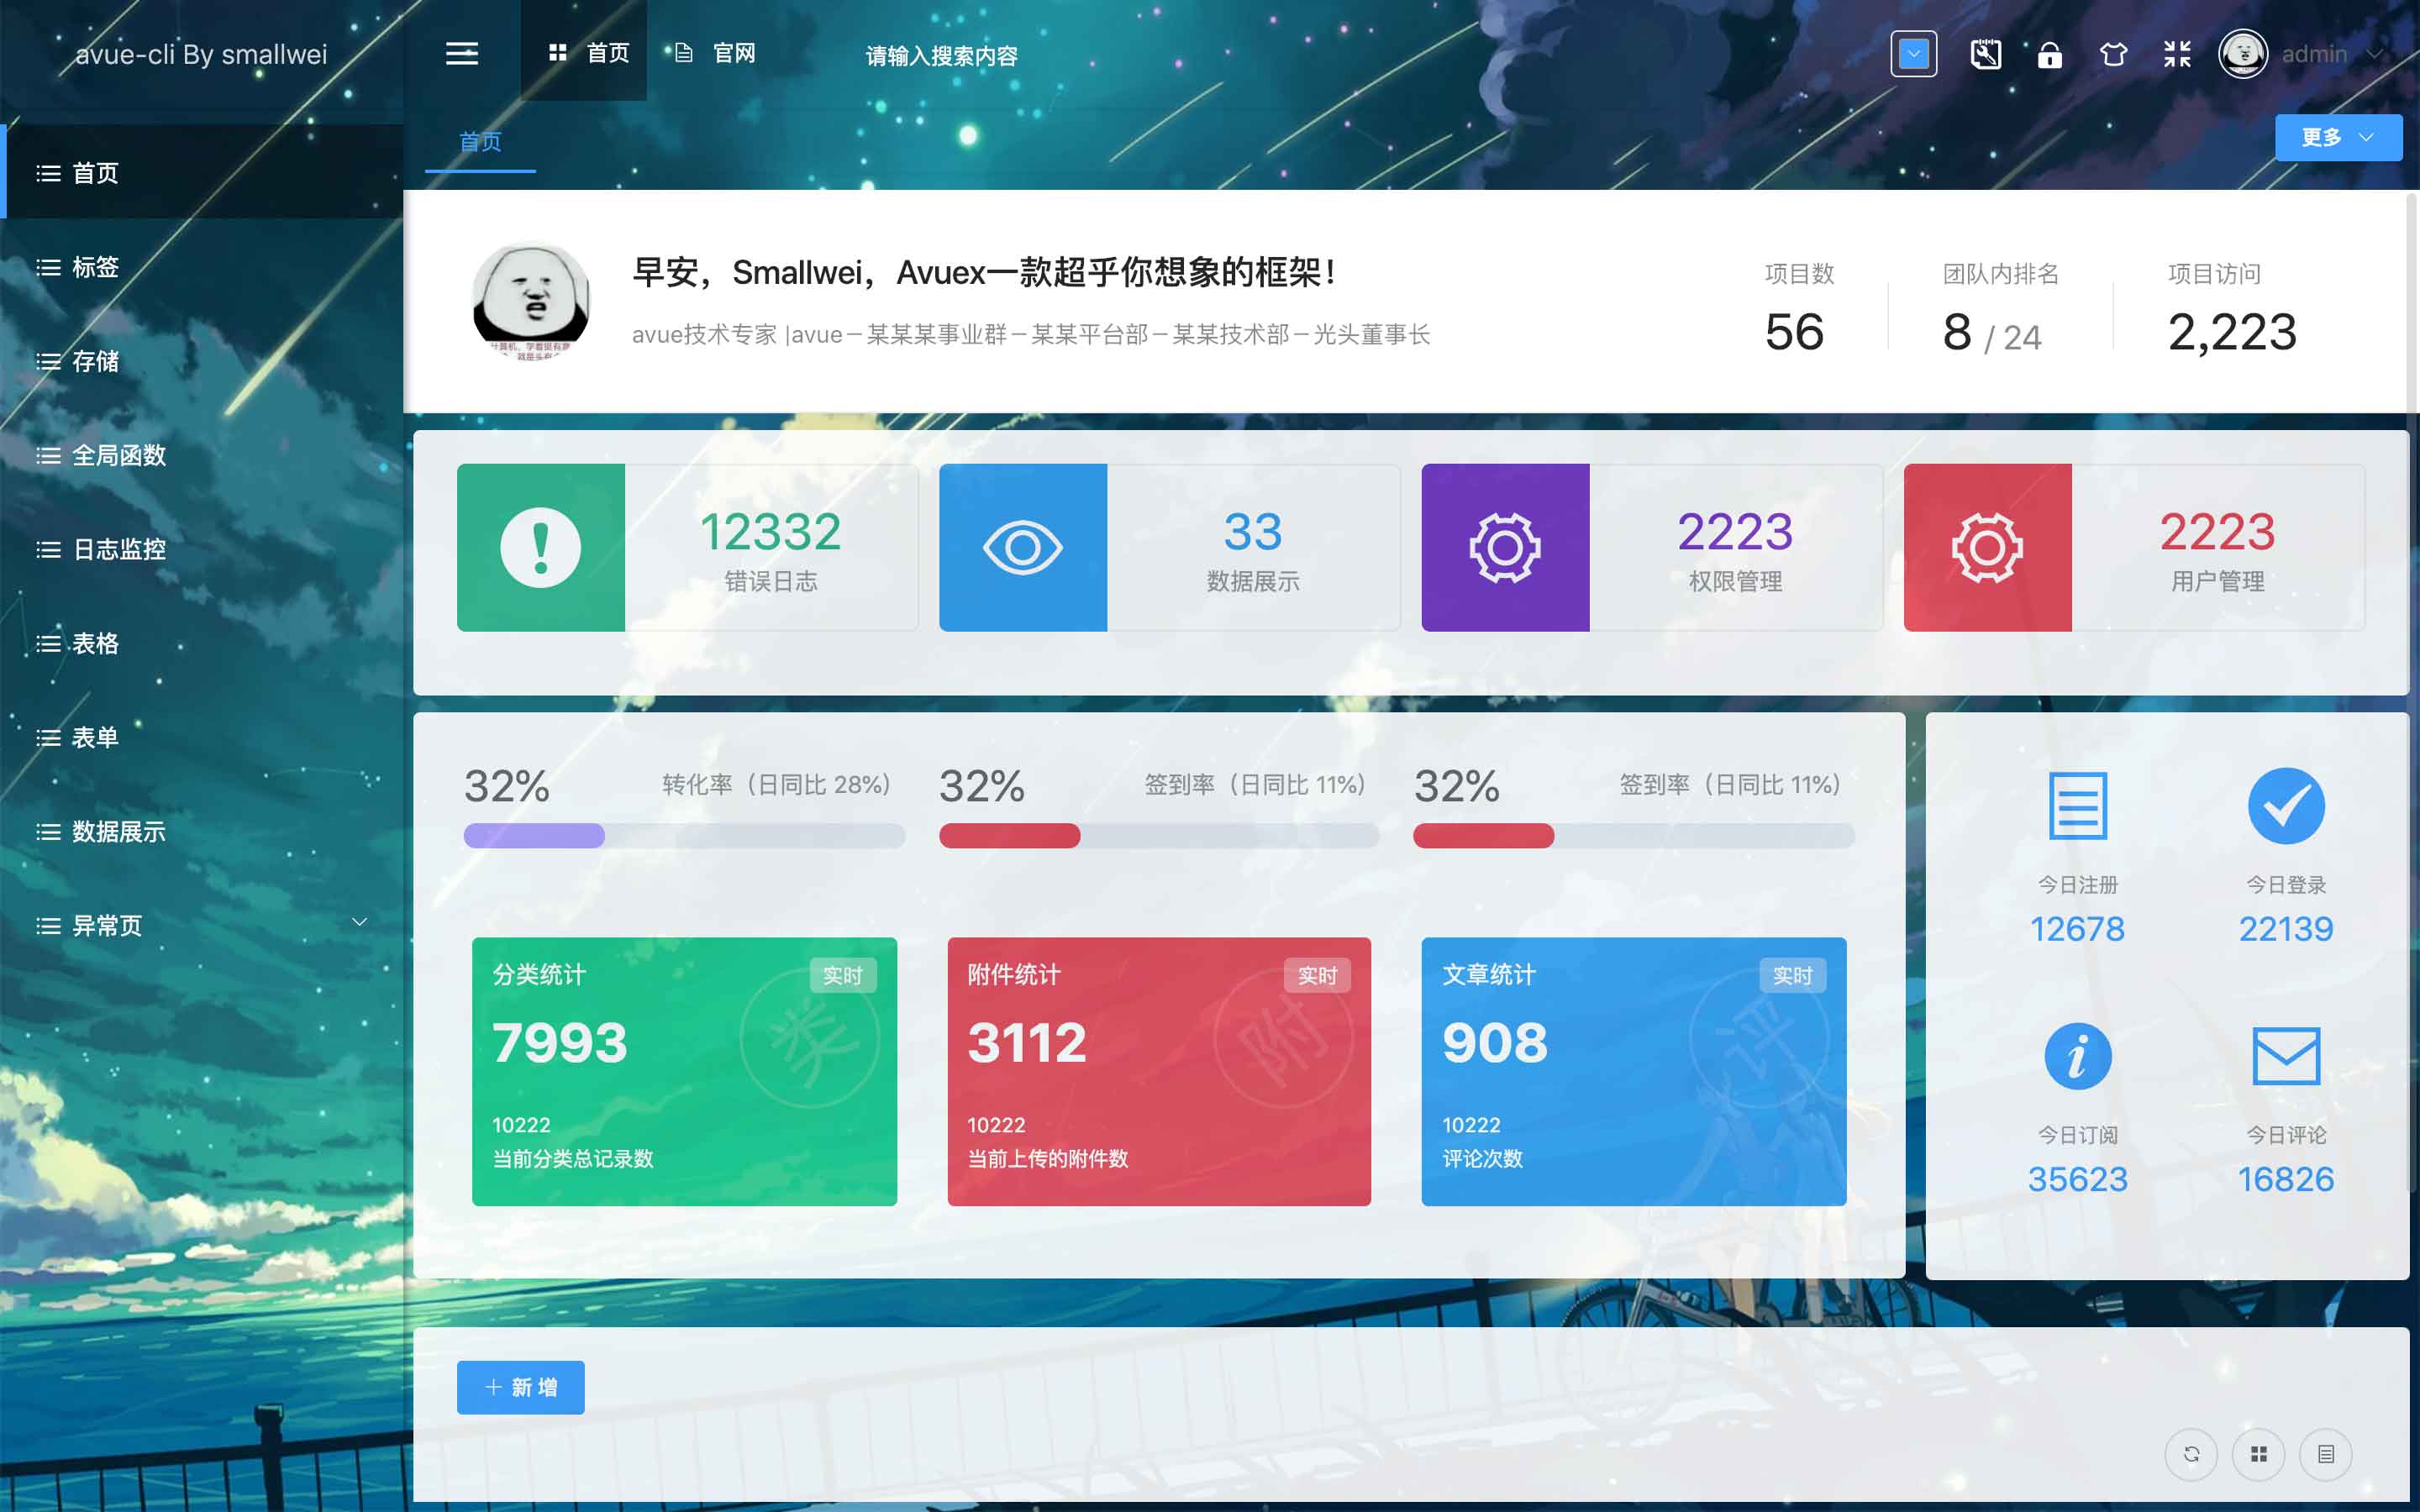 avue-cli By smallwei
首页
官网
请输入搜索内容
admin
首页
更多
首页
标签
存储
全局函数
日志监控
表格
表单
数据展示
异常页
早安，Smallwei，Avuex一款超乎你想象的框架！
avue技术专家 |avue－某某某事业群－某某平台部－某某技术部－光头董事长
项目数
56
团队内排名
8 / 24
项目访问
2,223
12332
错误日志
33
数据展示
2223
权限管理
2223
用户管理
32%
转化率（日同比 28%）
32%
签到率（日同比 11%）
32%
签到率（日同比 11%）
分类统计
实时
类
7993
10222
当前分类总记录数
附件统计
实时
附
3112
10222
当前上传的附件数
文章统计
实时
评
908
10222
评论次数
今日注册
12678
今日登录
22139
今日订阅
35623
今日评论
16826
新 增